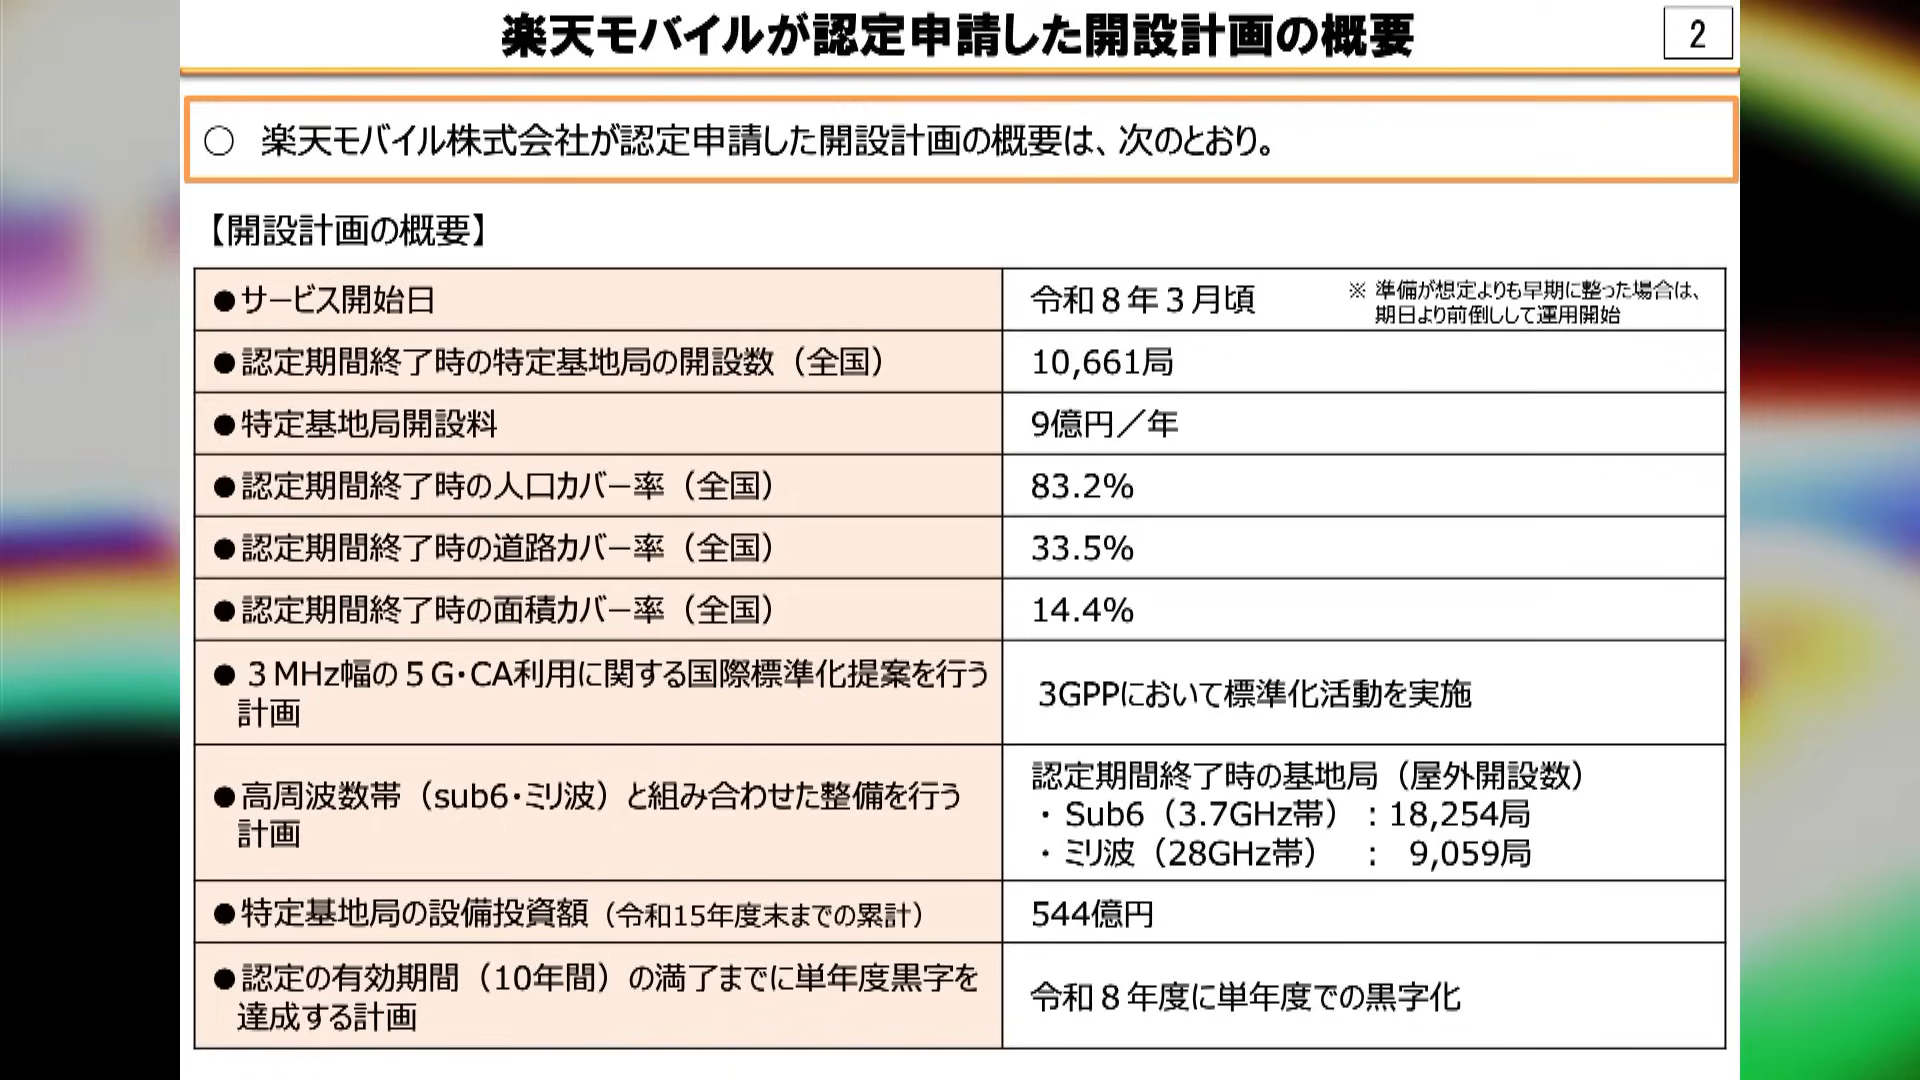 楽天モバイルが認定申請した開設計画の概要
2
○ 楽天モバイル株式会社が認定申請した開設計画の概要は、次のとおり。
【開設計画の概要】
●サービス開始日
令和８年３月頃
※ 準備が想定よりも早期に整った場合は、
期日より前倒しして運用開始
●認定期間終了時の特定基地局の開設数（全国）
10,661局
●特定基地局開設料
9億円／年
●認定期間終了時の人口カバー率（全国）
83.2%
●認定期間終了時の道路カバー率（全国）
33.5%
●認定期間終了時の面積カバー率（全国）
14.4%
●３MHz幅の５G・CA利用に関する国際標準化提案を行う
計画
3GPPにおいて標準化活動を実施
●高周波数帯（sub6・ミリ波）と組み合わせた整備を行う
計画
認定期間終了時の基地局（屋外開設数）
・Sub6（3.7GHz帯）：18,254局
・ミリ波（28GHz帯）：9,059局
●特定基地局の設備投資額（令和15年度末までの累計）
544億円
●認定の有効期間（10年間）の満了までに単年度黒字を
達成する計画
令和８年度に単年度での黒字化